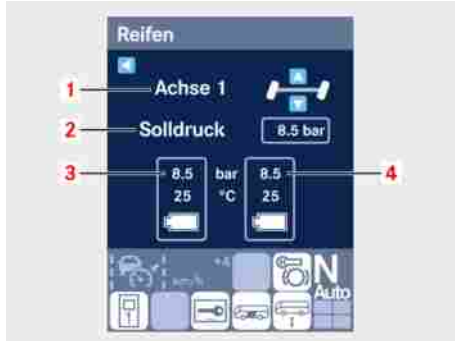 Reifen
1 Achse 1
2 Solldruck 8.5 bar
3 8.5 bar 8.5 4
25 °C 25
km/h
N
Auto